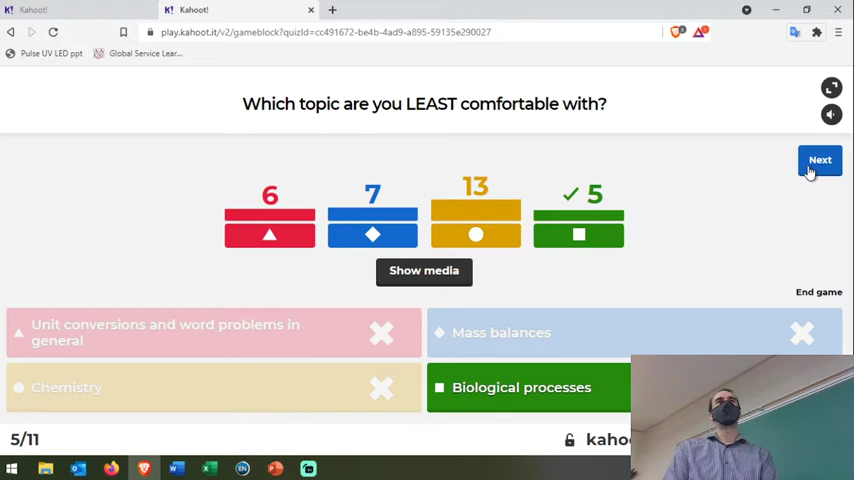 Kahoot!
Kahoot!
play.kahoot.it/v2/gameblock?quizId=cc491672-be4b-4ad9-a895-59135e290027
Pulse UV LED ppt
Global Service Lear...
Which topic are you LEAST comfortable with?
Next
6
7
13
5
Show media
End game
Unit conversions and word problems in
general
Mass balances
Chemistry
Biological processes
5/11
kahoo